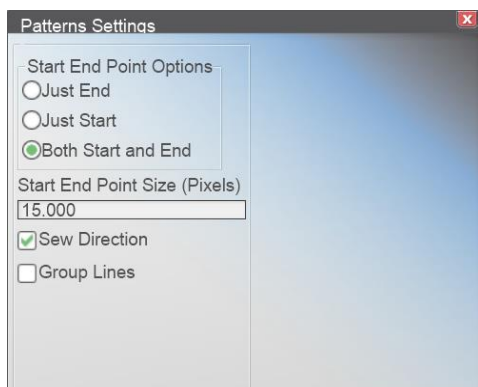 Patterns Settings
Start End Point Options
Just End
Just Start
Both Start and End
Start End Point Size (Pixels)
15.000
Sew Direction
Group Lines